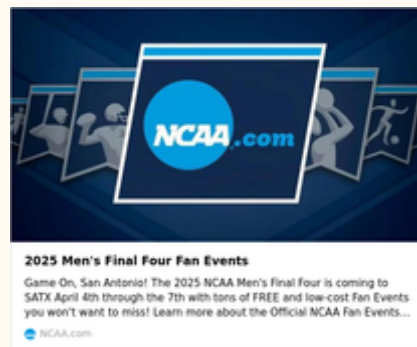 NCAA.com
2025 Men's Final Four Fan Events
Game On, San Antonio! The 2025 NCAA Men's Final Four is coming to
SATX April 4th through the 7th with tons of FREE and low-cost Fan Events
you won't want to miss! Learn more about the Official NCAA Fan Events...
NCAA.com